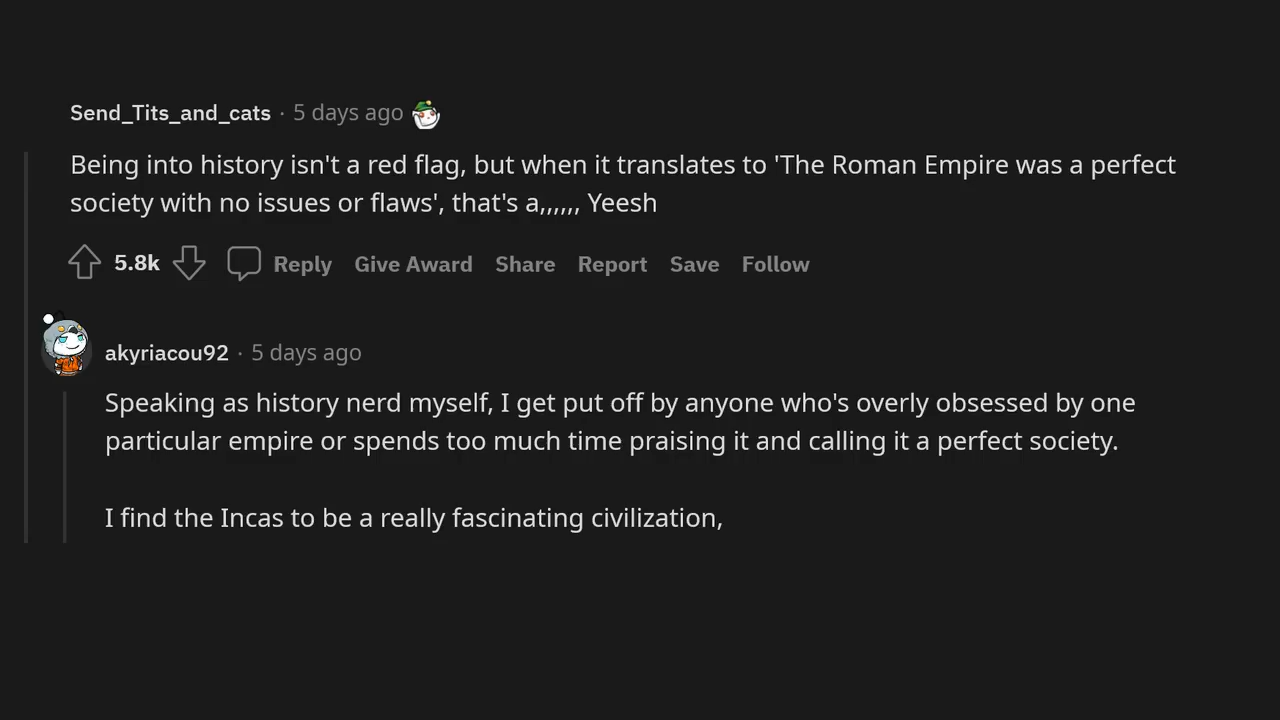 Send_Tits_and_cats · 5 days ago
Being into history isn't a red flag, but when it translates to 'The Roman Empire was a perfect
society with no issues or flaws', that's a,,,,,, Yeesh
5.8k Reply Give Award Share Report Save Follow
akyriacou92 · 5 days ago
Speaking as history nerd myself, I get put off by anyone who's overly obsessed by one
particular empire or spends too much time praising it and calling it a perfect society.
I find the Incas to be a really fascinating civilization,